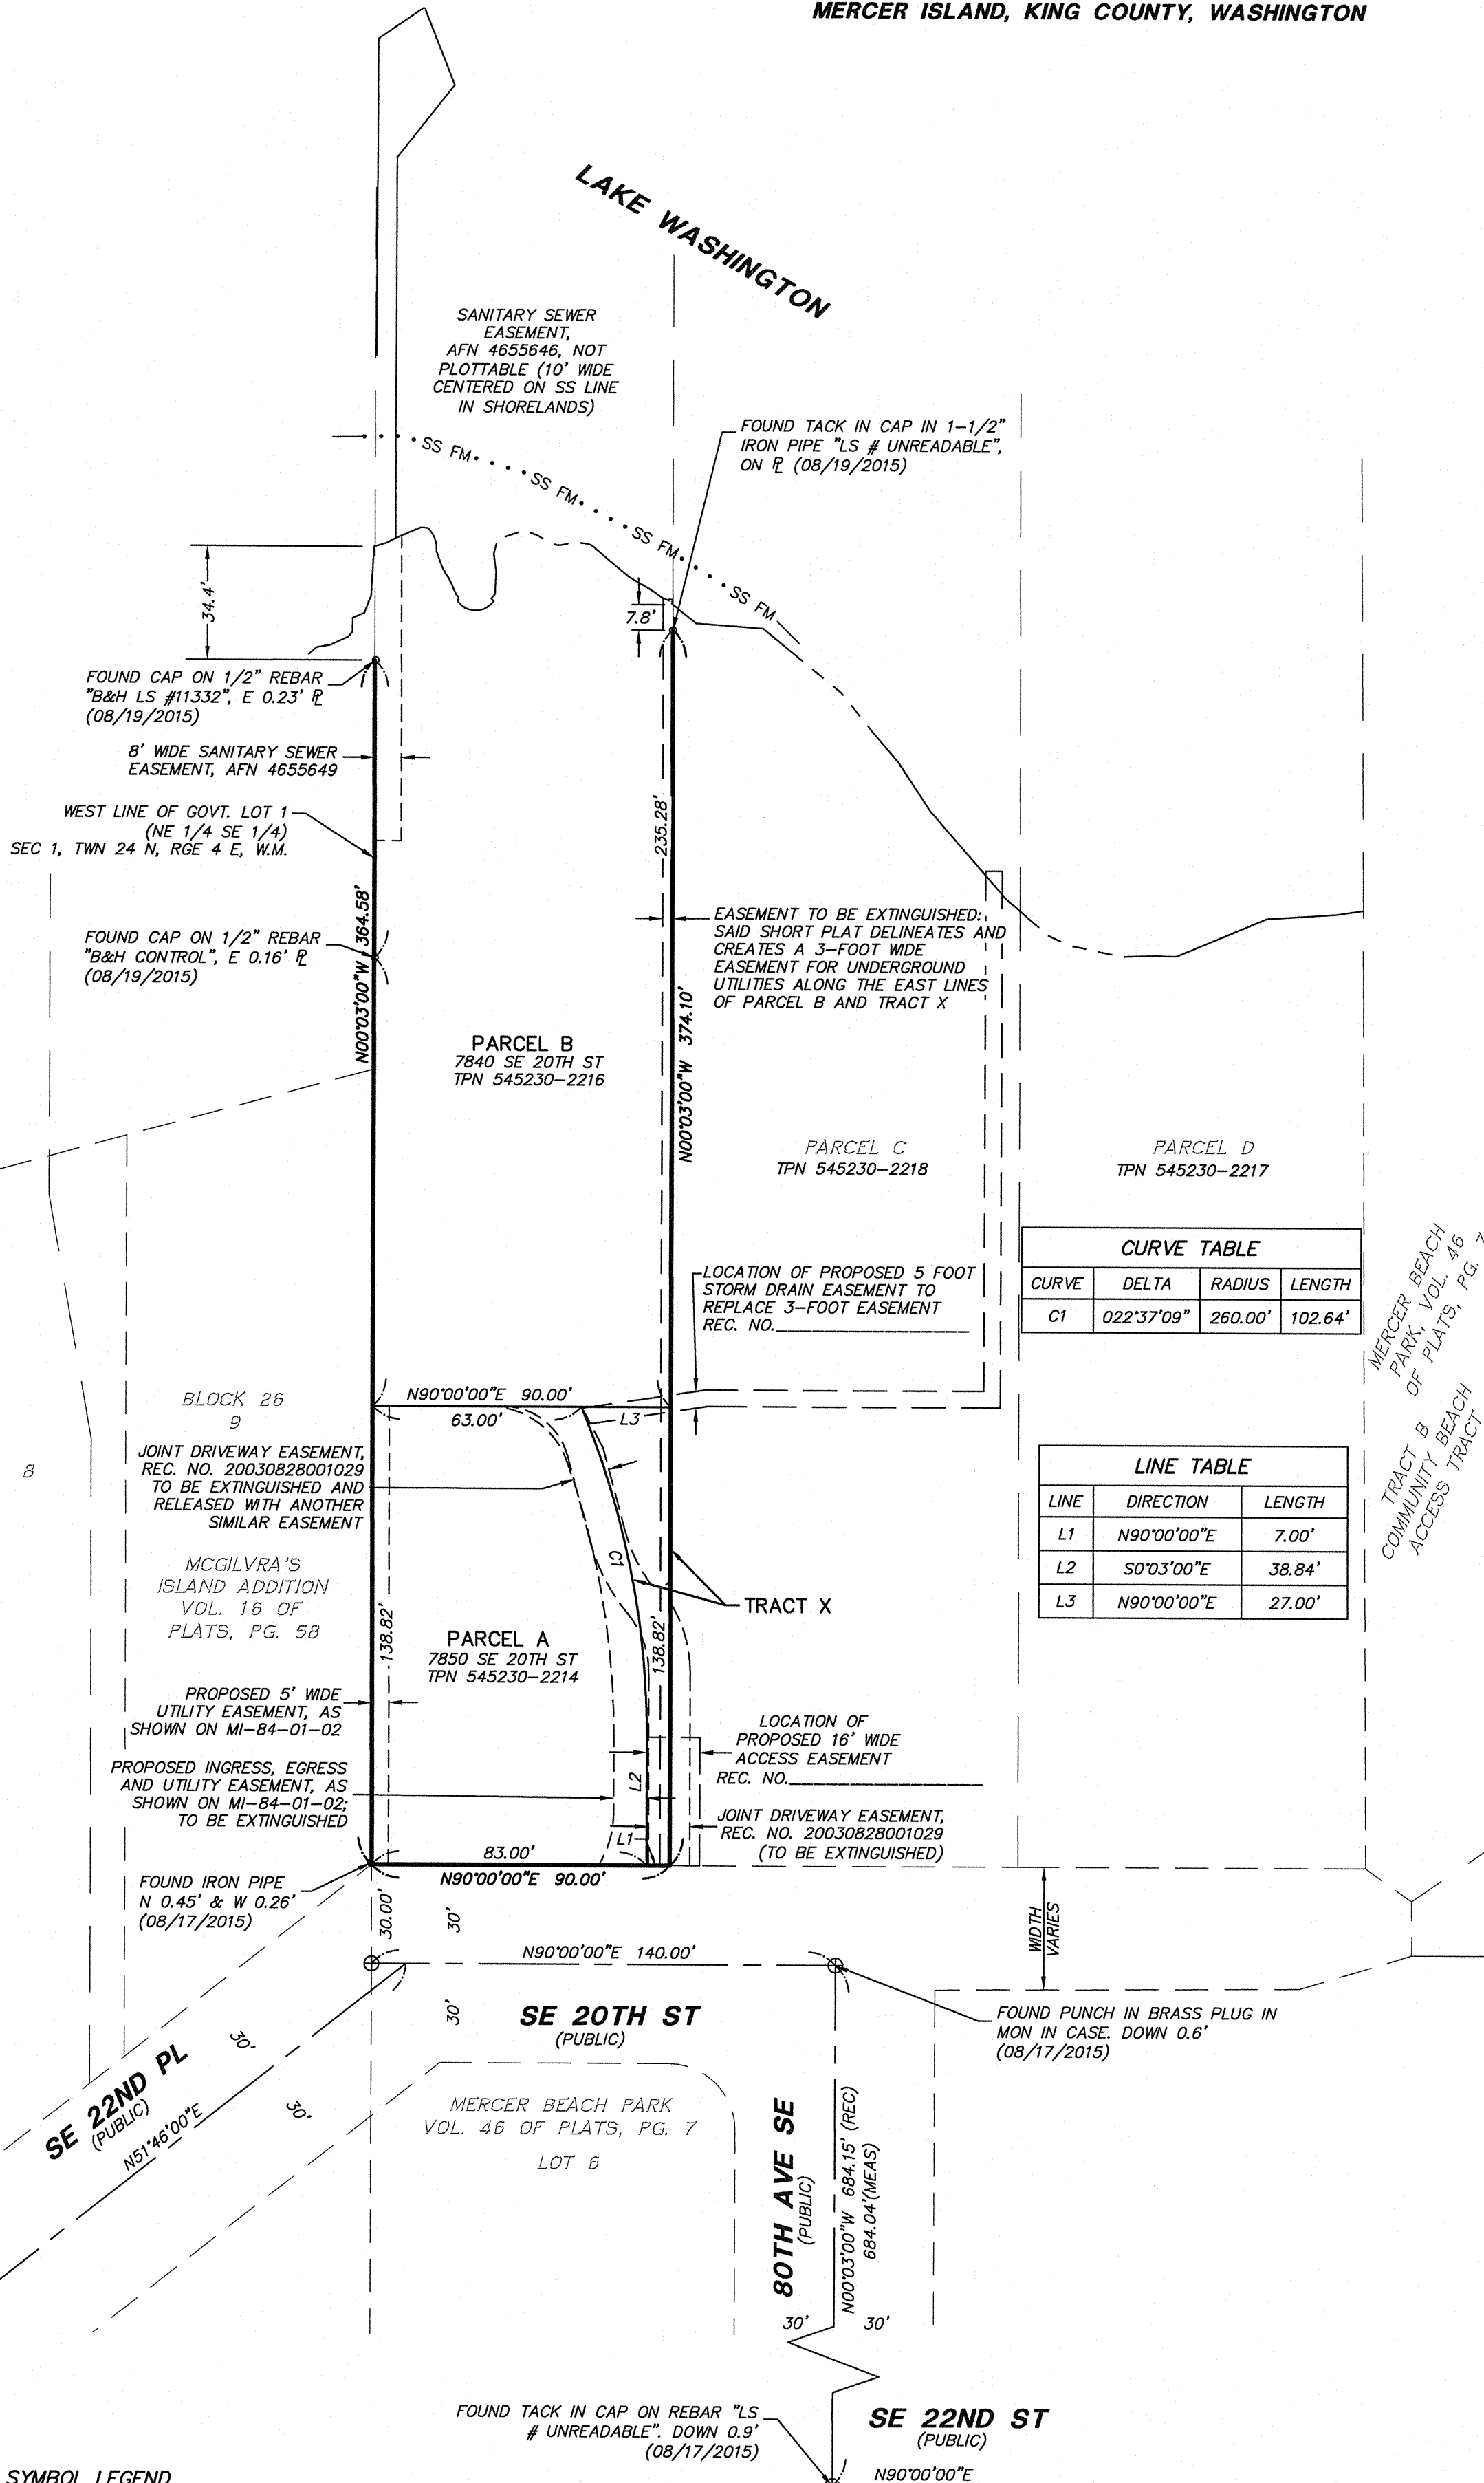 MERCER ISLAND, KING COUNTY, WASHINGTON
LAKE WASHINGTON
SANITARY SEWER
EASEMENT,
AFN 4655646, NOT
PLOTTABLE (10' WIDE
CENTERED ON SS LINE
IN SHORELANDS)
FOUND TACK IN CAP IN 1-1/2"
IRON PIPE "LS # UNREADABLE",
ON ℞ (08/19/2015)
SS FM
SS FM
SS FM
SS FM
34.4'
7.8'
FOUND CAP ON 1/2" REBAR
"B&H LS #11332", E 0.23' ℞
(08/19/2015)
8' WIDE SANITARY SEWER
EASEMENT, AFN 4655649
WEST LINE OF GOVT. LOT 1
(NE 1/4 SE 1/4)
SEC 1, TWN 24 N, RGE 4 E, W.M.
235.28'
N00°03'00"W 364.58'
FOUND CAP ON 1/2" REBAR
"B&H CONTROL", E 0.16' ℞
(08/19/2015)
EASEMENT TO BE EXTINGUISHED:
SAID SHORT PLAT DELINEATES AND
CREATES A 3-FOOT WIDE
EASEMENT FOR UNDERGROUND
UTILITIES ALONG THE EAST LINES
OF PARCEL B AND TRACT X
N00°03'00"W 374.10'
PARCEL B
7840 SE 20TH ST
TPN 545230-2216
PARCEL C
TPN 545230-2218
PARCEL D
TPN 545230-2217
CURVE TABLE
CURVE DELTA RADIUS LENGTH
C1 022°37'09" 260.00' 102.64'
MERCER BEACH
PARK, VOL. 46
OF PLATS, PG. 7
TRACT B
COMMUNITY BEACH
ACCESS TRACT
LOCATION OF PROPOSED 5 FOOT
STORM DRAIN EASEMENT TO
REPLACE 3-FOOT EASEMENT
REC. NO.
N90°00'00"E 90.00'
63.00'
L3
BLOCK 26
9
8
JOINT DRIVEWAY EASEMENT,
REC. NO. 20030828001029
TO BE EXTINGUISHED AND
RELEASED WITH ANOTHER
SIMILAR EASEMENT
LINE TABLE
LINE DIRECTION LENGTH
L1 N90°00'00"E 7.00'
L2 S0°03'00"E 38.84'
L3 N90°00'00"E 27.00'
MCGILVRA'S
ISLAND ADDITION
VOL. 16 OF
PLATS, PG. 58
C1
TRACT X
138.82'
138.82'
PARCEL A
7850 SE 20TH ST
TPN 545230-2214
PROPOSED 5' WIDE
UTILITY EASEMENT, AS
SHOWN ON MI-84-01-02
LOCATION OF
PROPOSED 16' WIDE
ACCESS EASEMENT
REC. NO.
PROPOSED INGRESS, EGRESS
AND UTILITY EASEMENT, AS
SHOWN ON MI-84-01-02;
TO BE EXTINGUISHED
L2
L1
JOINT DRIVEWAY EASEMENT,
REC. NO. 20030828001029
(TO BE EXTINGUISHED)
83.00'
N90°00'00"E 90.00'
FOUND IRON PIPE
N 0.45' & W 0.26'
(08/17/2015)
30.00'
30'
WIDTH
VARIES
N90°00'00"E 140.00'
30'
SE 20TH ST
(PUBLIC)
FOUND PUNCH IN BRASS PLUG IN
MON IN CASE. DOWN 0.6'
(08/17/2015)
SE 22ND PL
(PUBLIC)
N51°46'00"E
30'
30'
MERCER BEACH PARK
VOL. 46 OF PLATS, PG. 7
LOT 6
80TH AVE SE
(PUBLIC)
N00°03'00"W 684.15' (REC)
684.04'(MEAS)
30'
30'
FOUND TACK IN CAP ON REBAR "LS
# UNREADABLE". DOWN 0.9'
(08/17/2015)
SE 22ND ST
(PUBLIC)
N90°00'00"E
SYMBOL LEGEND